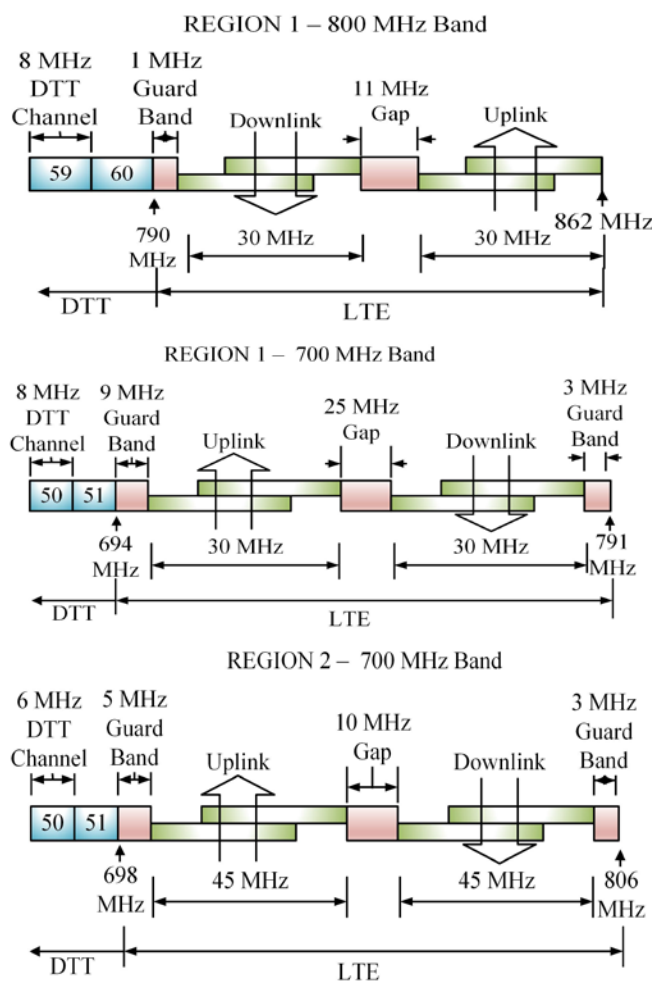 REGION 1 – 800 MHz Band
8 MHz
DTT
Channel
1 MHz
Guard
Band
Downlink
11 MHz
Gap
Uplink
59
60
790
MHz
30 MHz
30 MHz
862 MHz
DTT
LTE
REGION 1 – 700 MHz Band
8 MHz
DTT
Channel
9 MHz
Guard
Band
Uplink
25 MHz
Gap
Downlink
3 MHz
Guard
Band
50
51
694
MHz
30 MHz
30 MHz
791
MHz
DTT
LTE
REGION 2 – 700 MHz Band
6 MHz
DTT
Channel
5 MHz
Guard
Band
Uplink
10 MHz
Gap
Downlink
3 MHz
Guard
Band
50
51
698
MHz
45 MHz
45 MHz
806
MHz
DTT
LTE